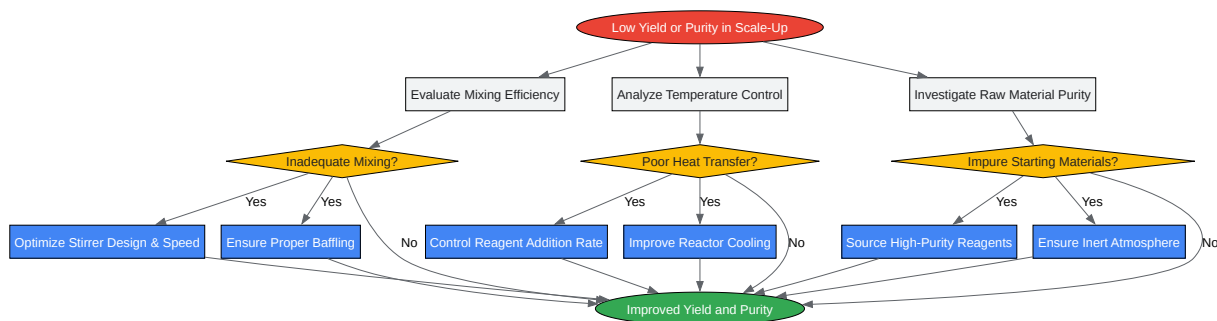 Low Yield or Purity in Scale-Up
Evaluate Mixing Efficiency
Analyze Temperature Control
Investigate Raw Material Purity
Inadequate Mixing?
Poor Heat Transfer?
Impure Starting Materials?
Yes
Yes
Yes
Yes
Yes
Yes
Optimize Stirrer Design & Speed
Ensure Proper Baffling
No
Control Reagent Addition Rate
Improve Reactor Cooling
No
Source High-Purity Reagents
Ensure Inert Atmosphere
No
Improved Yield and Purity